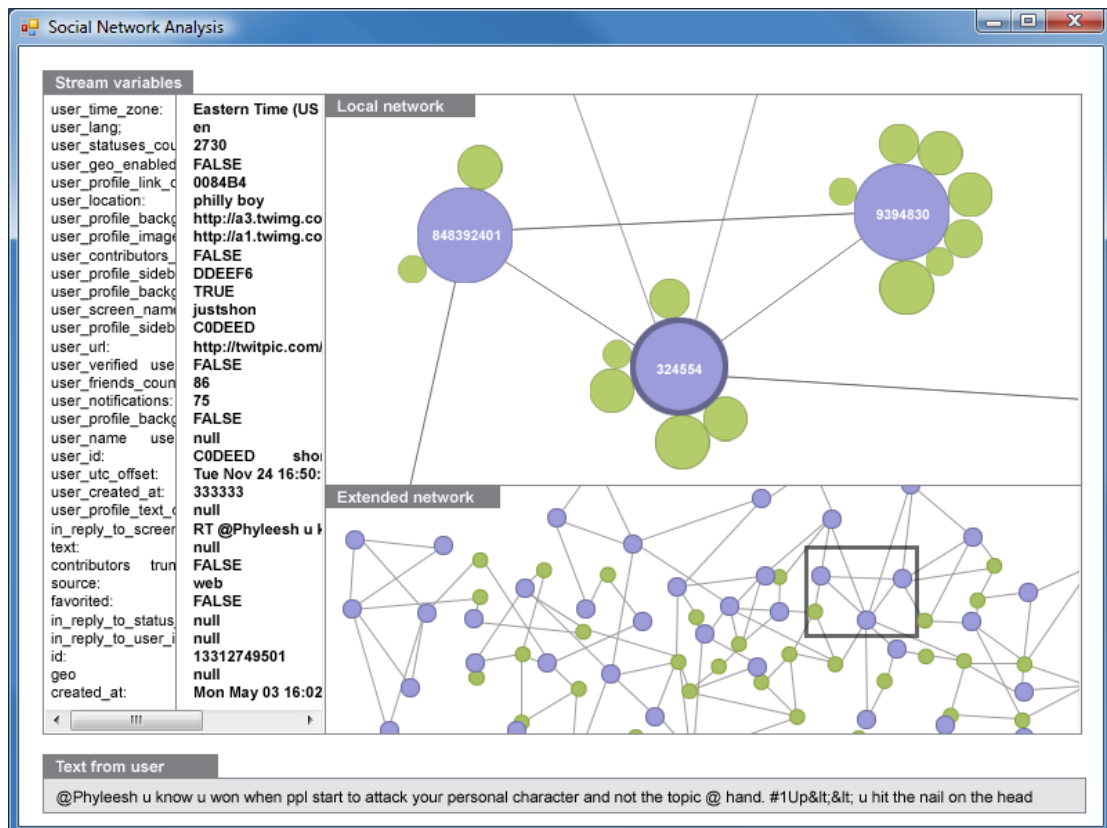 Social Network Analysis
Stream variables
user_time_zone: Eastern Time (US
user_lang; en
user_statuses_cou 2730
user_geo_enabled FALSE
user_profile_link_c 0084B4
user_location: philly boy
user_profile_backg http://a3.twimg.co
user_profile_image http://a1.twimg.co
user_contributors_ FALSE
user_profile_sideb DDEEF6
user_profile_backg TRUE
user_screen_name justshon
user_profile_sideb C0DEED
user_url: http://twitpic.com/
user_verified use FALSE
user_friends_coun 86
user_notifications: 75
user_profile_backg FALSE
user_name use null
user_id: C0DEED shor
user_utc_offset: Tue Nov 24 16:50:
user_created_at: 333333
user_profile_text_c null
in_reply_to_screer RT @Phyleesh u k
text: null
contributors trun FALSE
source: web
favorited: FALSE
in_reply_to_status_ null
in_reply_to_user_i null
id: 13312749501
geo null
created_at: Mon May 03 16:02
Local network
848392401
9394830
324554
Extended network
Text from user
@Phyleesh u know u won when ppl start to attack your personal character and not the topic @ hand. #1Up&lt;&lt; u hit the nail on the head